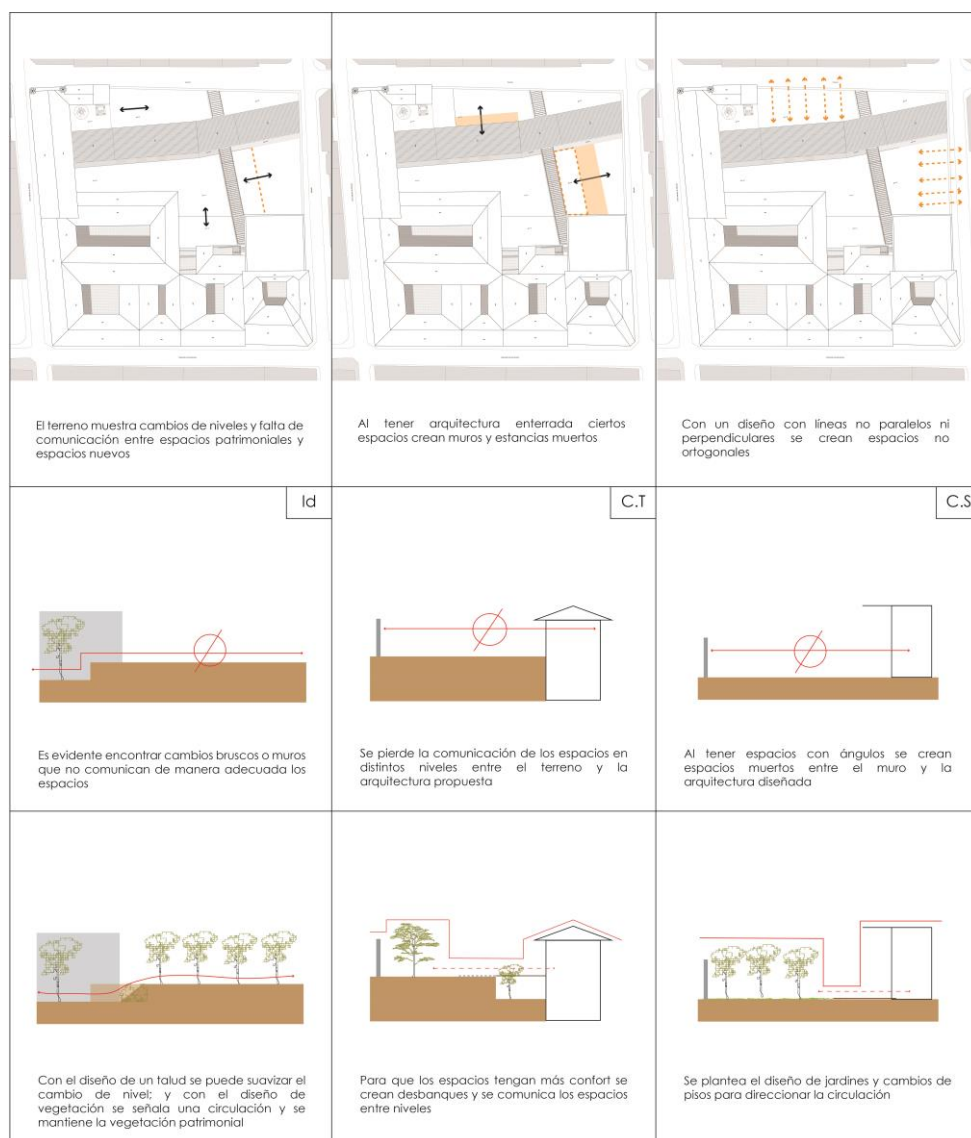 El terreno muestra cambios de niveles y falta de
comunicación entre espacios patrimoniales y
espacios nuevos
Al tener arquitectura enterrada ciertos
espacios crean muros y estancias muertos
Con un diseño con líneas no paralelos ni
perpendiculares se crean espacios no
ortogonales
Id
C.T
C.S
Es evidente encontrar cambios bruscos o muros
que no comunican de manera adecuada los
espacios
Se pierde la comunicación de los espacios en
distintos niveles entre el terreno y la
arquitectura propuesta
Al tener espacios con ángulos se crean
espacios muertos entre el muro y la
arquitectura diseñada
Con el diseño de un talud se puede suavizar el
cambio de nivel; y con el diseño de
vegetación se señala una circulación y se
mantiene la vegetación patrimonial
Para que los espacios tengan más confort se
crean desbanques y se comunica los espacios
entre niveles
Se plantea el diseño de jardines y cambios de
pisos para direccionar la circulación